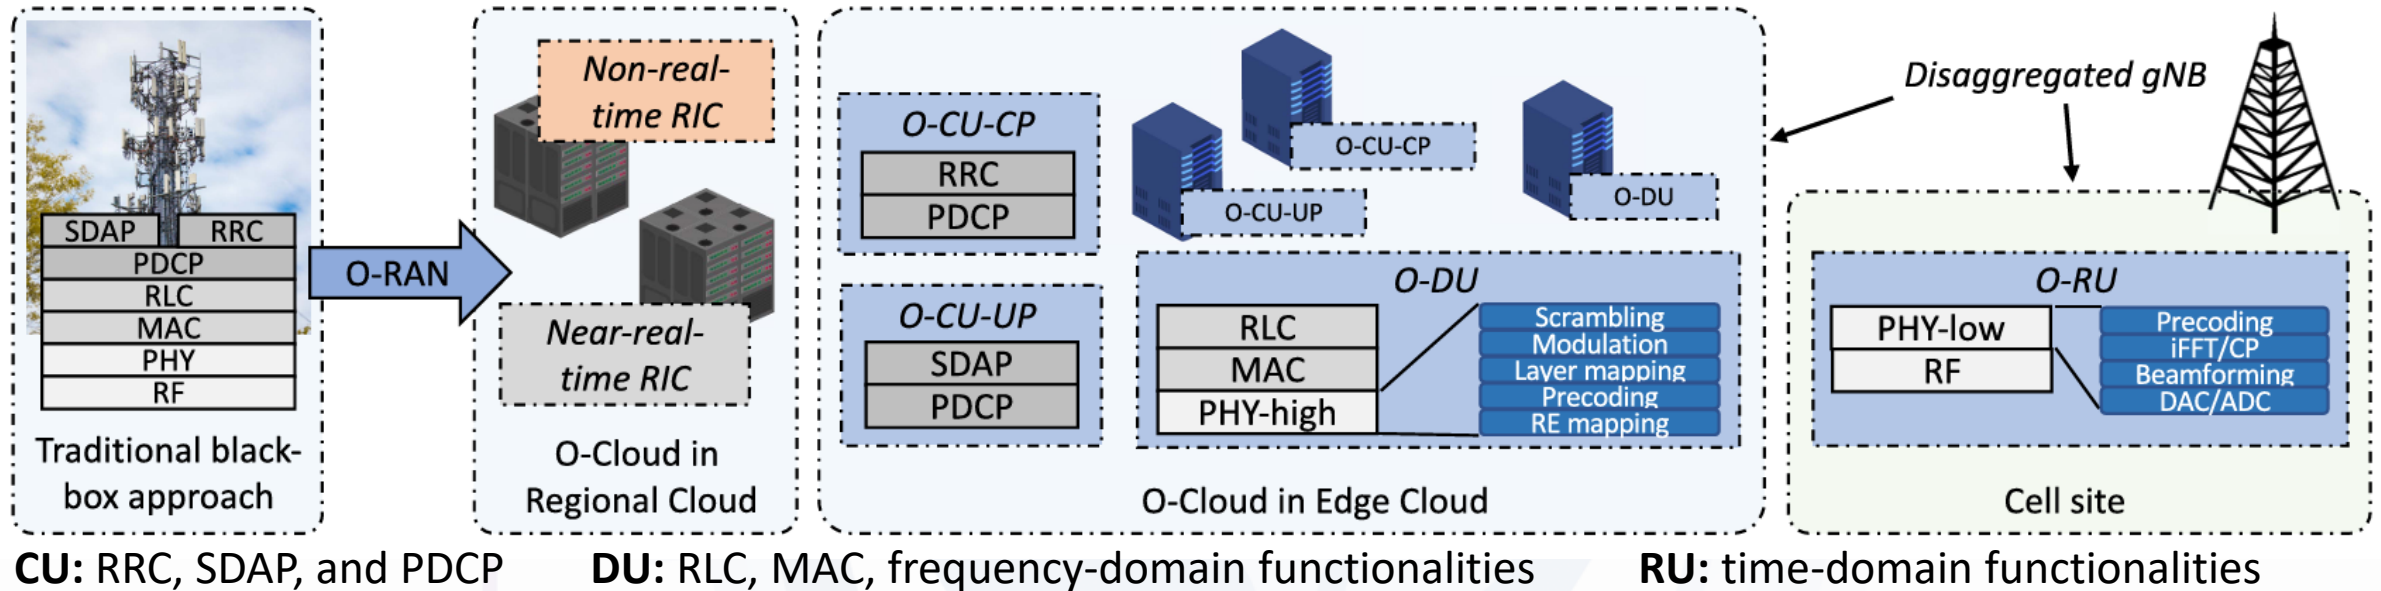 SDAP
RRC
PDCP
RLC
MAC
PHY
RF
Traditional black-
box approach
O-RAN
Non-real-
time RIC
Near-real-
time RIC
O-Cloud in
Regional Cloud
O-CU-CP
RRC
PDCP
O-CU-UP
SDAP
PDCP
O-CU-CP
O-CU-UP
O-DU
O-DU
RLC
MAC
PHY-high
Scrambling
Modulation
Layer mapping
Precoding
RE mapping
O-Cloud in Edge Cloud
Disaggregated gNB
O-RU
PHY-low
RF
Precoding
iFFT/CP
Beamforming
DAC/ADC
Cell site
CU: RRC, SDAP, and PDCP
DU: RLC, MAC, frequency-domain functionalities
RU: time-domain functionalities